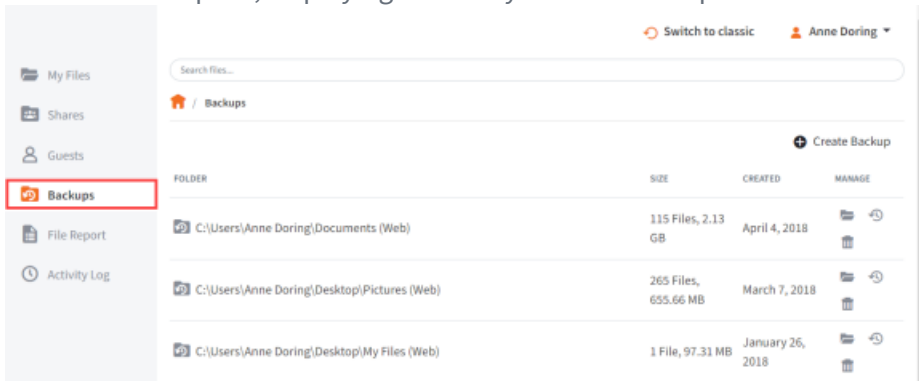 Switch to classic
Anne Doring
My Files
Shares
Guests
Backups
File Report
Activity Log
Search files...
/ Backups
Create Backup
FOLDER SIZE CREATED MANAGE
C:\Users\Anne Doring\Documents (Web) 115 Files, 2.13 GB April 4, 2018
C:\Users\Anne Doring\Desktop\Pictures (Web) 265 Files, 655.66 MB March 7, 2018
C:\Users\Anne Doring\Desktop\My Files (Web) 1 File, 97.31 MB January 26, 2018